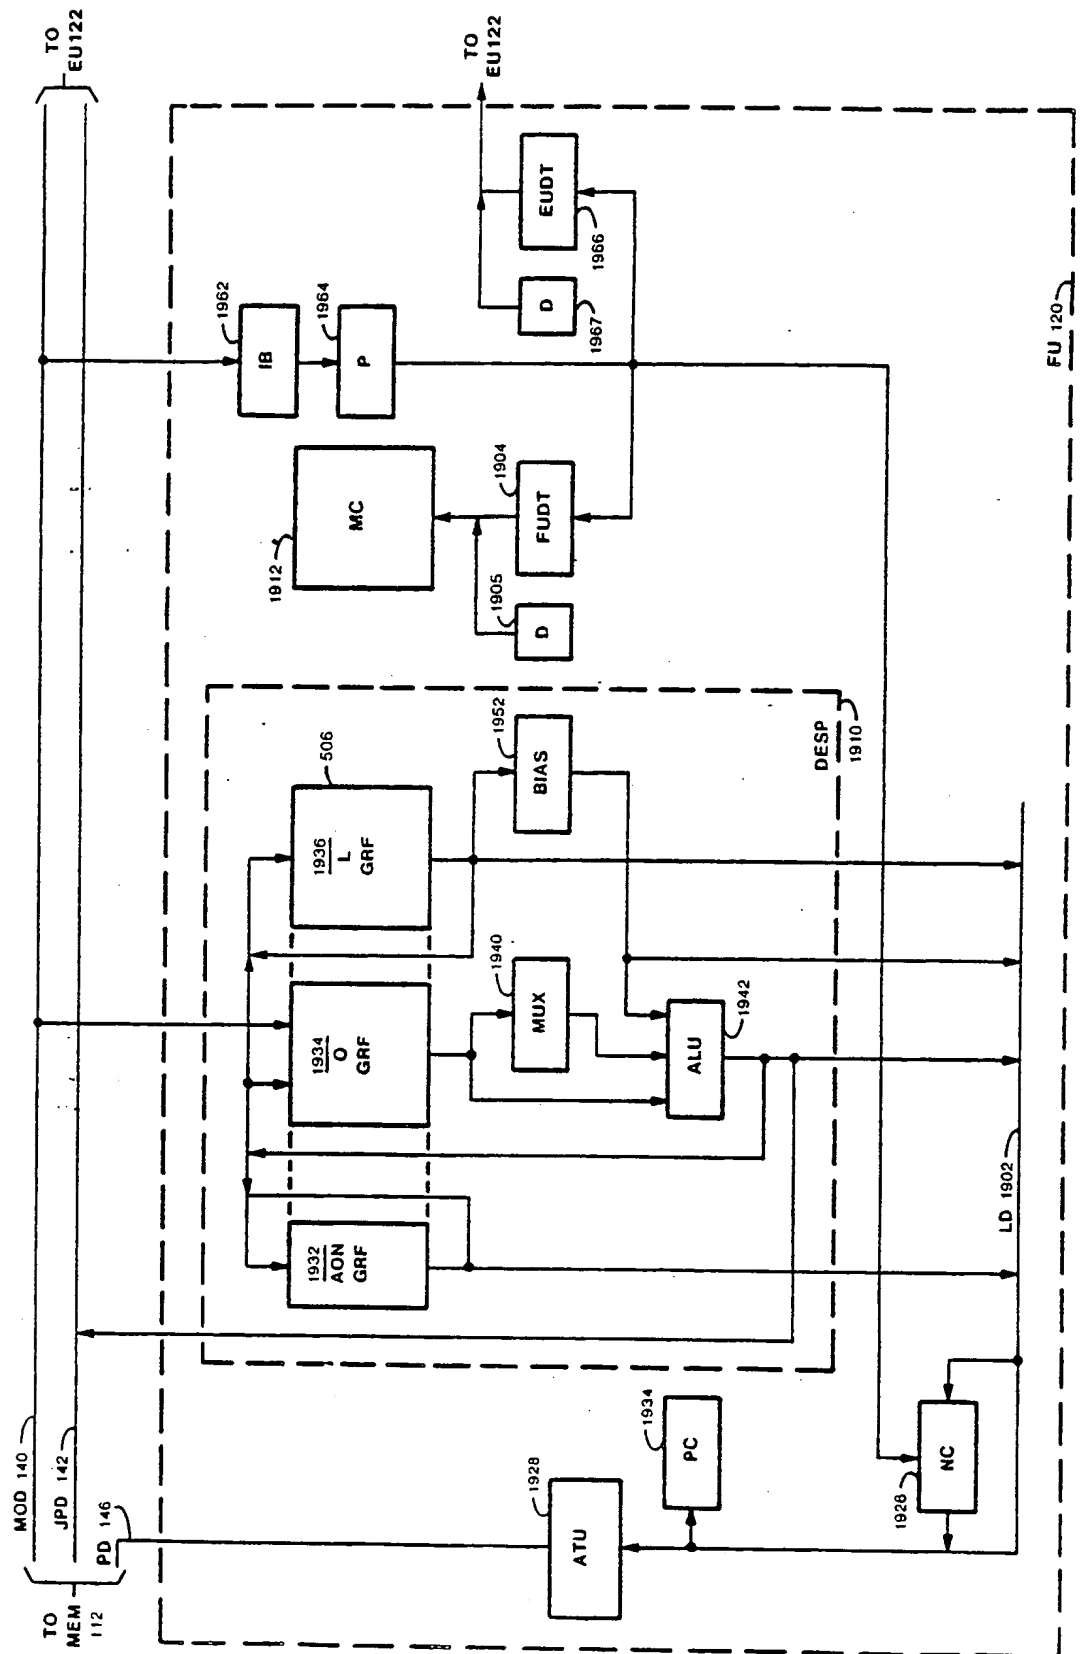 TO
MEM
112
MOD 140
JPD 142
PD 146
TO
EU122
TO
EU122
1928
ATU
1934
PC
NC
1932
AON
GRF
1934
O
GRF
1936
L
GRF
506
1940
MUX
1952
BIAS
1942
ALU
DESP
1910
LD 1902
1912
MC
1905
D
1904
FUDT
1962
IB
1964
P
D
1967
EUDT
1966
FU 120